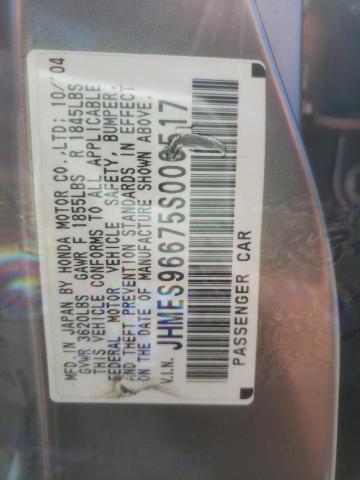 MFD.IN JAPAN BY HONDA MOTOR CO.,LTD; 10/'04
GVWR 3620LBS GAWR F 1855LBS R 1845LBS
THIS VEHICLE CONFORMS TO ALL APPLICABLE
FEDERAL MOTOR VEHICLE SAFETY, BUMPER,
AND THEFT PREVENTION STANDARDS IN EFFECT
ON THE DATE OF MANUFACTURE SHOWN ABOVE.
V.I.N.
PASSENGER CAR